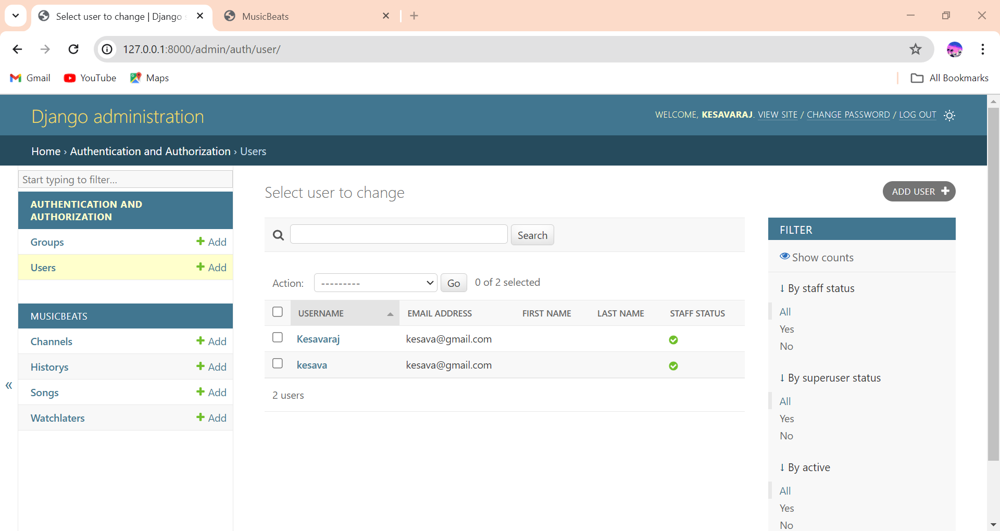 Select user to change | Django s
MusicBeats
127.0.0.1:8000/admin/auth/user/
Gmail YouTube Maps All Bookmarks
Django administration
WELCOME, KESAVARAJ. VIEW SITE / CHANGE PASSWORD / LOG OUT
Home › Authentication and Authorization › Users
Start typing to filter...
AUTHENTICATION AND
AUTHORIZATION
Groups + Add
Users + Add
MUSICBEATS
Channels + Add
Historys + Add
Songs + Add
Watchlaters + Add
«
Select user to change
ADD USER +
Search
Action: --------- Go 0 of 2 selected
USERNAME EMAIL ADDRESS FIRST NAME LAST NAME STAFF STATUS
Kesavaraj kesava@gmail.com
kesava kesava@gmail.com
2 users
FILTER
Show counts
↓ By staff status
All
Yes
No
↓ By superuser status
All
Yes
No
↓ By active
All
Yes
No